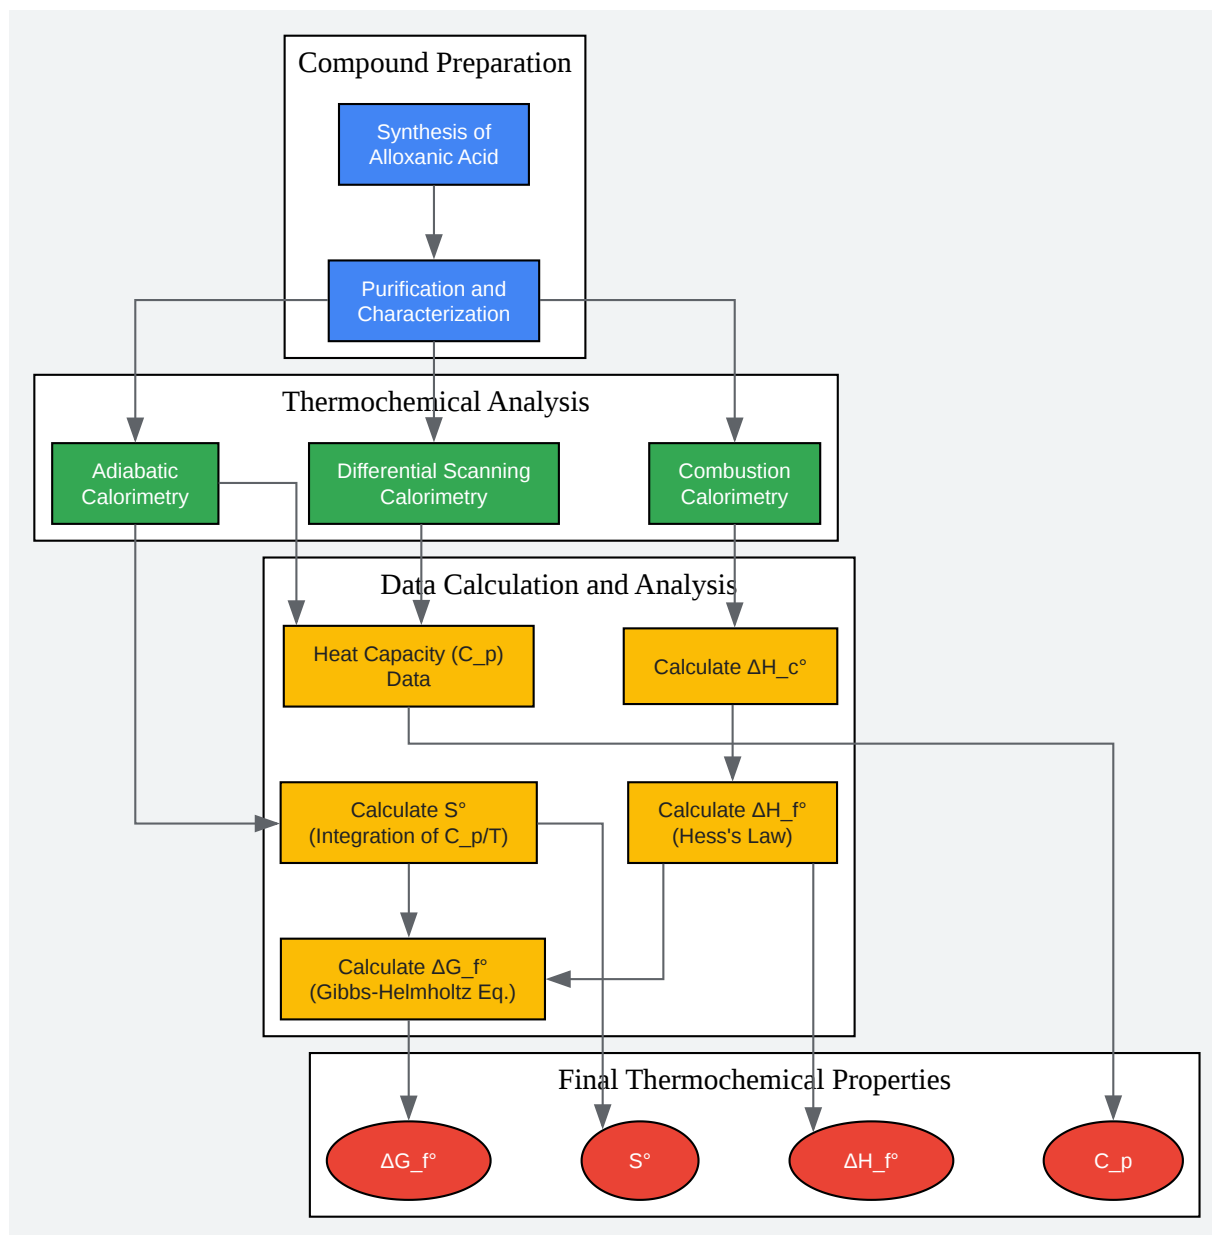 Compound Preparation
Synthesis of
Alloxanic Acid
Purification and
Characterization
Thermochemical Analysis
Adiabatic
Calorimetry
Differential Scanning
Calorimetry
Combustion
Calorimetry
Data Calculation and Analysis
Heat Capacity (C_p)
Data
Calculate ΔH_c°
Calculate S°
(Integration of C_p/T)
Calculate ΔH_f°
(Hess's Law)
Calculate ΔG_f°
(Gibbs-Helmholtz Eq.)
Final Thermochemical Properties
ΔG_f°
S°
ΔH_f°
C_p